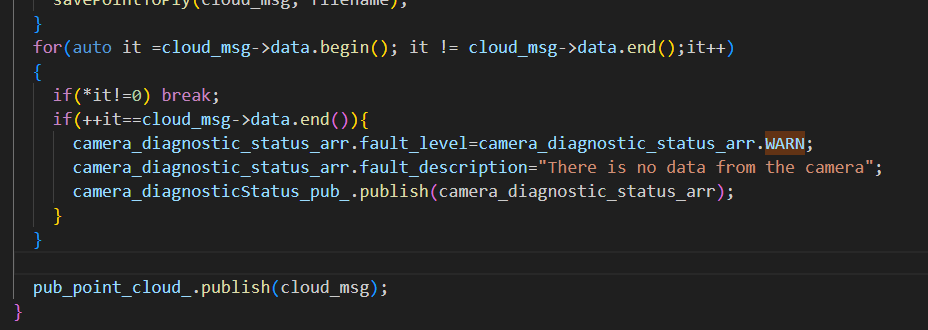 savePointToPly(cloud_msg, filename);
}
for(auto it =cloud_msg->data.begin(); it != cloud_msg->data.end();it++)
{
if(*it!=0) break;
if(++it==cloud_msg->data.end()){
camera_diagnostic_status_arr.fault_level=camera_diagnostic_status_arr.WARN;
camera_diagnostic_status_arr.fault_description="There is no data from the camera";
camera_diagnosticStatus_pub_.publish(camera_diagnostic_status_arr);
}
}
pub_point_cloud_.publish(cloud_msg);
}